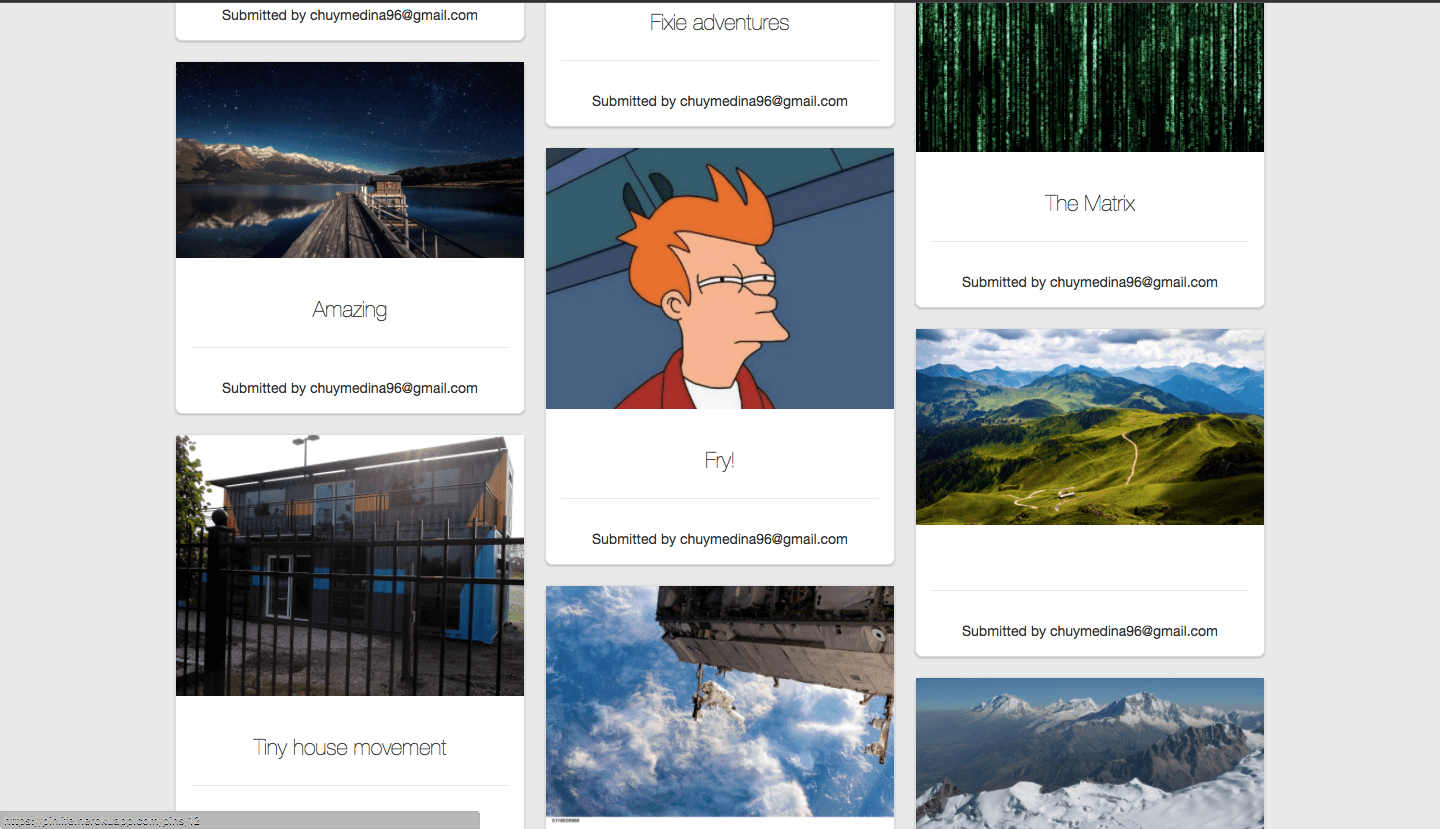 Submitted by chuymedina96@gmail.com
Amazing
Submitted by chuymedina96@gmail.com
Tiny house movement
Fixie adventures
Submitted by chuymedina96@gmail.com
Fry!
Submitted by chuymedina96@gmail.com
The Matrix
Submitted by chuymedina96@gmail.com
Submitted by chuymedina96@gmail.com
https://pinlife.herokuapp.com/pins/12